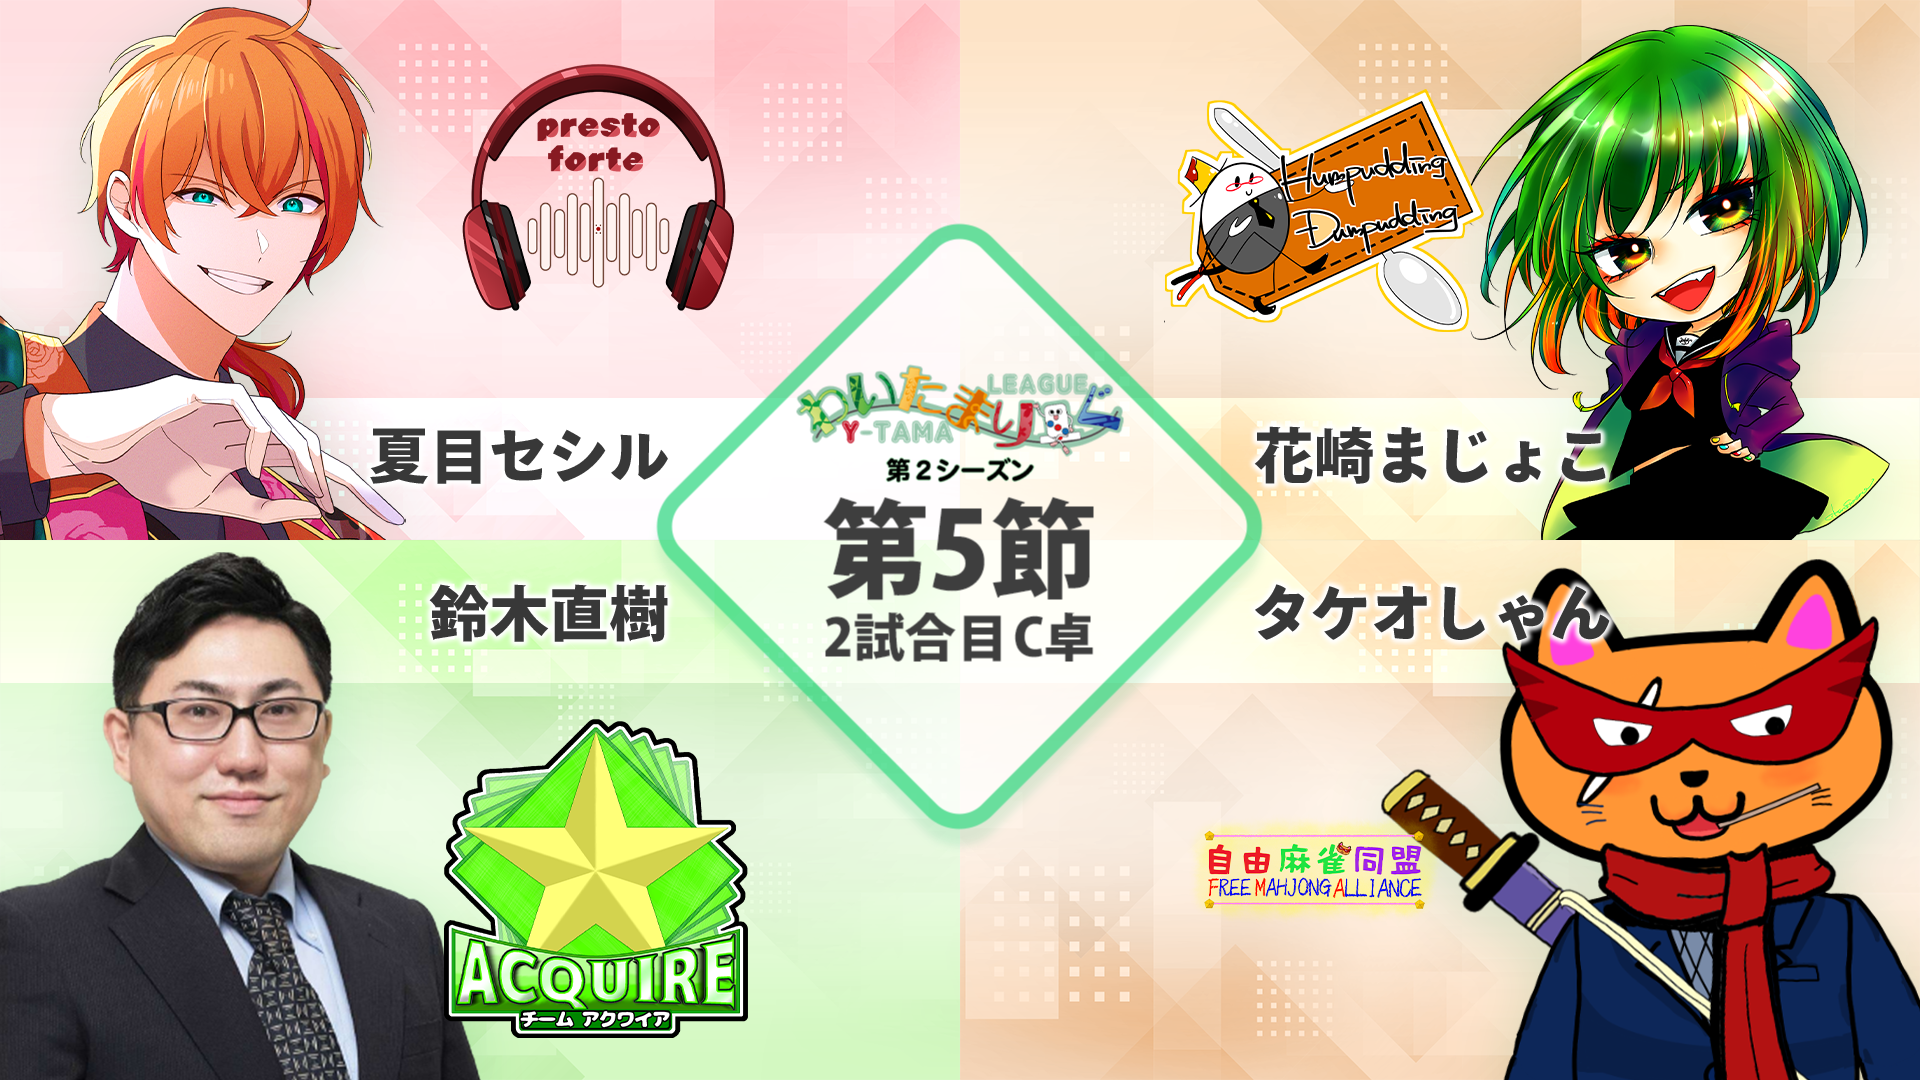 presto
forte
Humpudding
Dumpudding
夏目セシル
花崎まじょこ
わいたまりーぐ
LEAGUE
Y-TAMA
第2シーズン
第5節
2試合目C卓
鈴木直樹
タケオしゃん
自由麻雀同盟
FREE MAHJONG ALLIANCE
ACQUIRE
チーム アクワイア